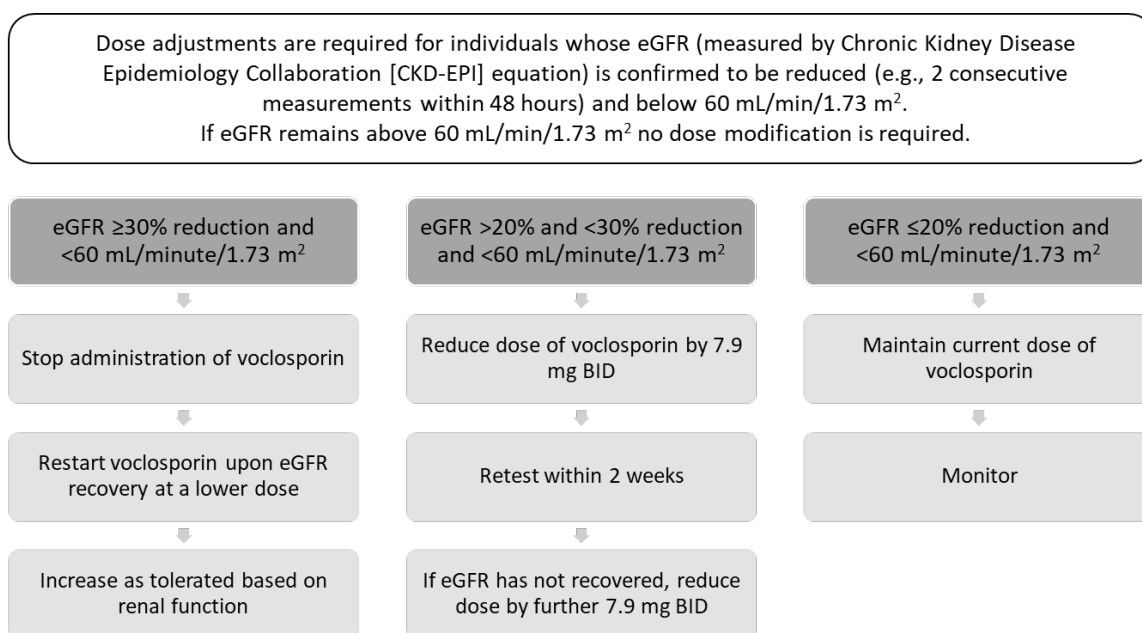 Dose adjustments are required for individuals whose eGFR (measured by Chronic Kidney Disease
Epidemiology Collaboration [CKD-EPI] equation) is confirmed to be reduced (e.g., 2 consecutive
measurements within 48 hours) and below 60 mL/min/1.73 m².
If eGFR remains above 60 mL/min/1.73 m² no dose modification is required.
eGFR ≥30% reduction and
<60 mL/minute/1.73 m²
Stop administration of voclosporin
Restart voclosporin upon eGFR
recovery at a lower dose
Increase as tolerated based on
renal function
eGFR >20% and <30% reduction
and <60 mL/minute/1.73 m²
Reduce dose of voclosporin by 7.9
mg BID
Retest within 2 weeks
If eGFR has not recovered, reduce
dose by further 7.9 mg BID
eGFR ≤20% reduction and
<60 mL/minute/1.73 m²
Maintain current dose of
voclosporin
Monitor